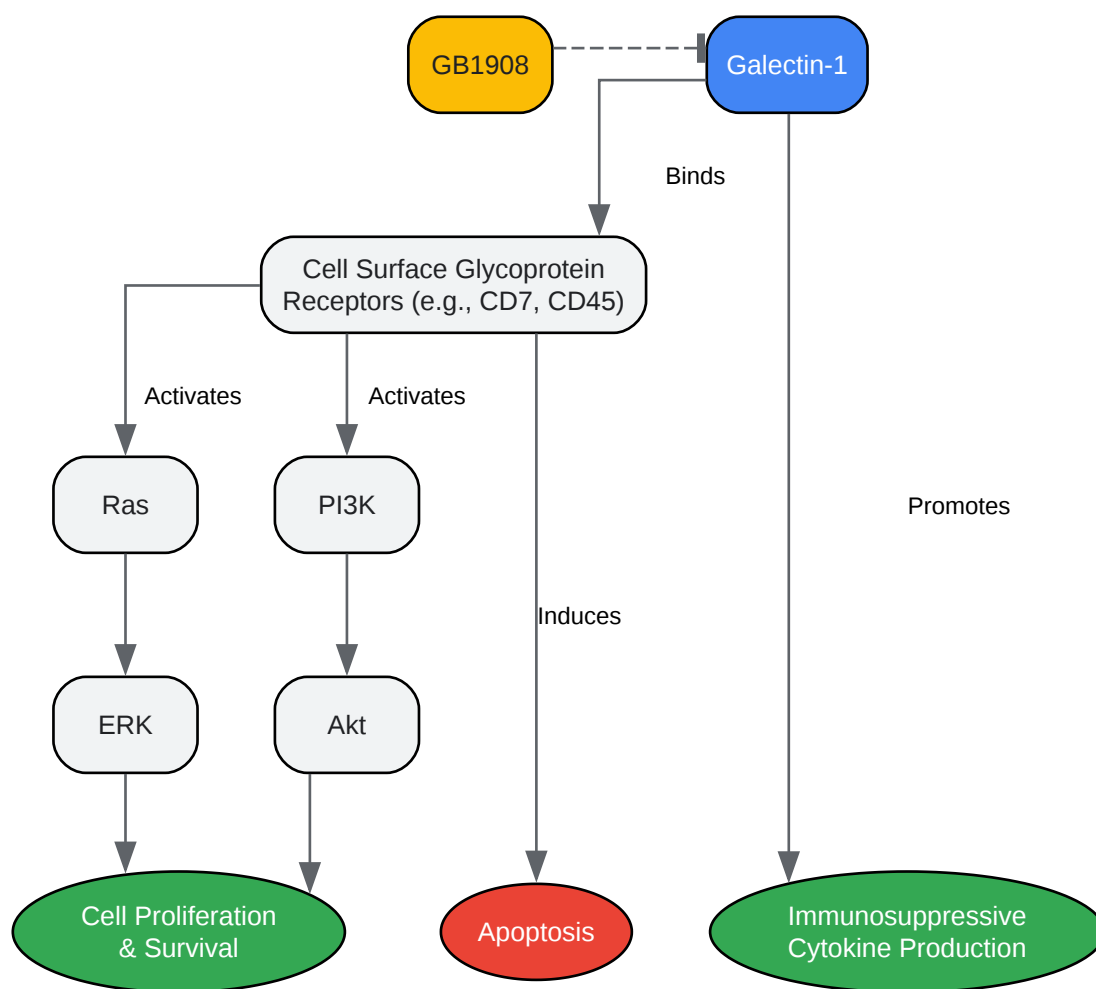 GB1908
Galectin-1
Binds
Cell Surface Glycoprotein
Receptors (e.g., CD7, CD45)
Activates
Activates
Ras
PI3K
Promotes
Induces
ERK
Akt
Cell Proliferation
& Survival
Apoptosis
Immunosuppressive
Cytokine Production